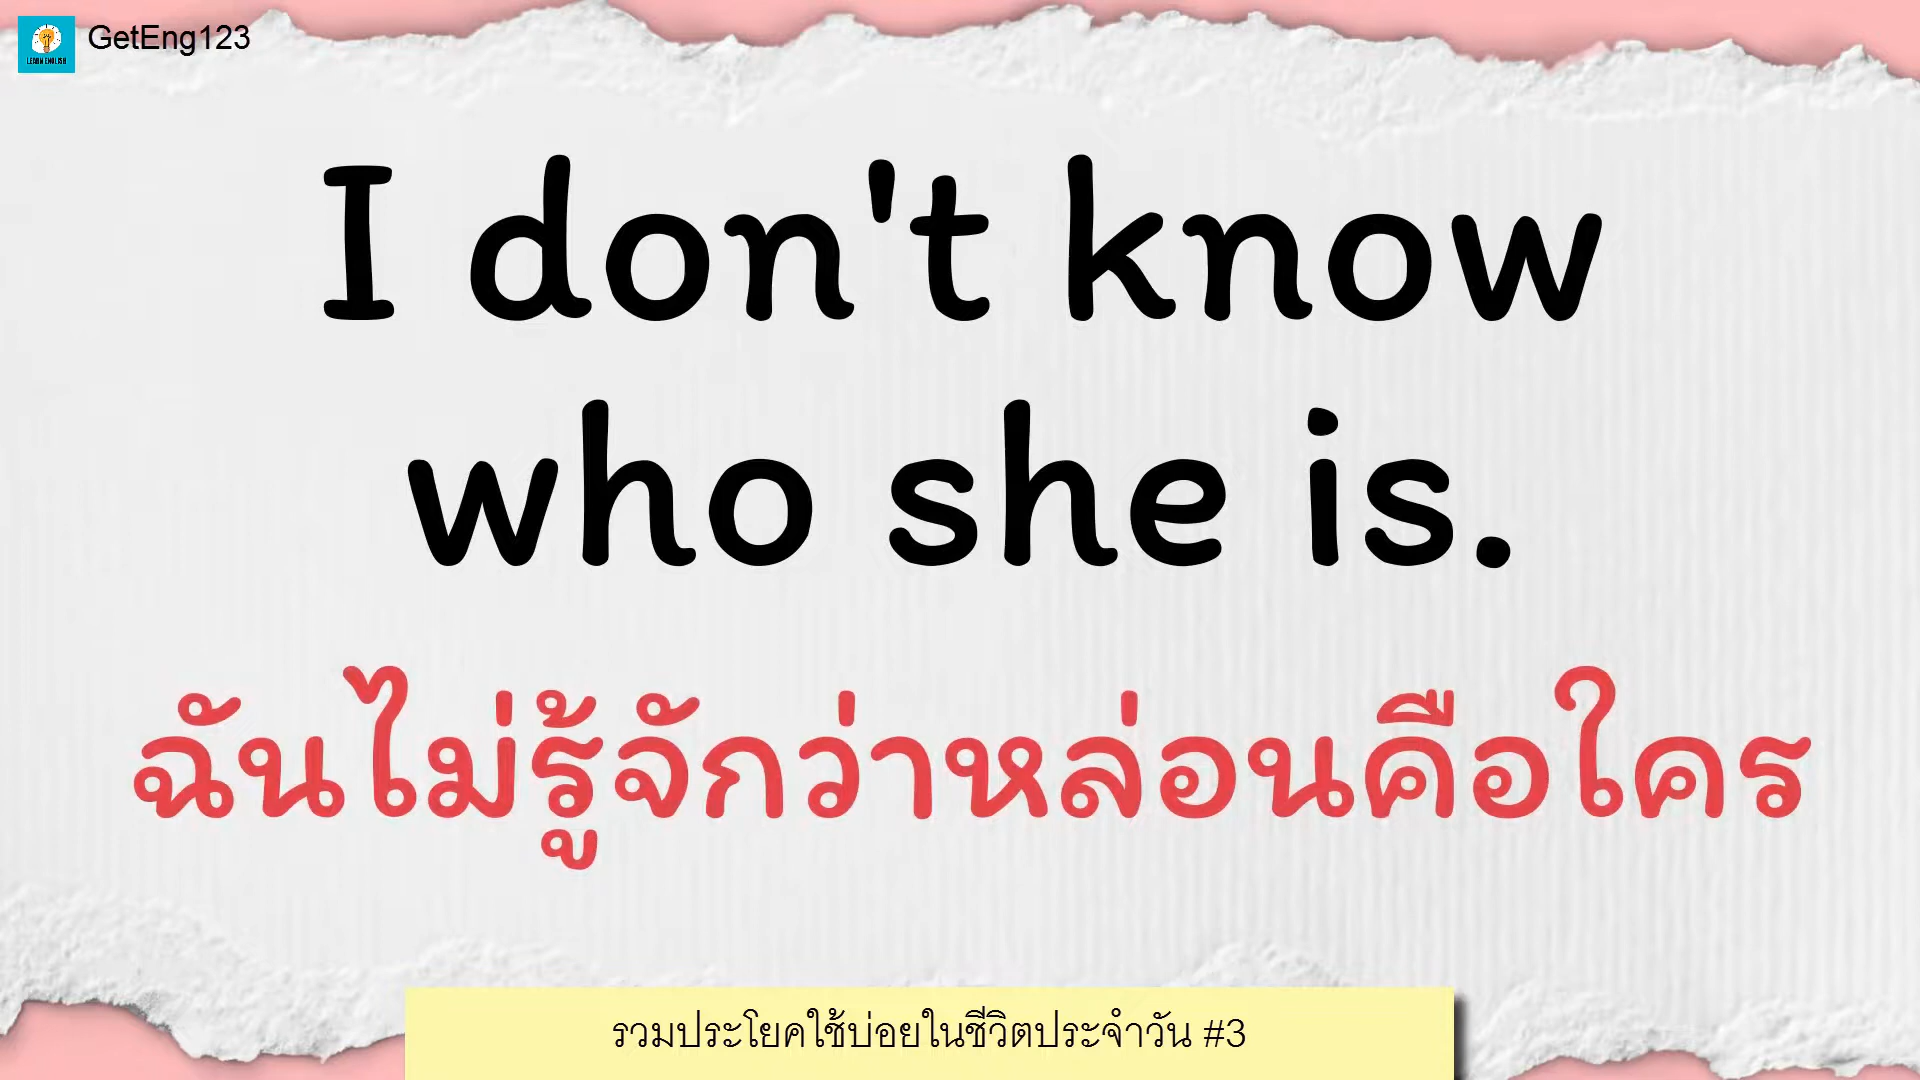 GetEng123
LEARN ENGLISH
I don't know
who she is.
ฉันไม่รู้จักว่าหล่อนคือใคร
รวมประโยคใช้บ่อยในชีวิตประจำวัน #3